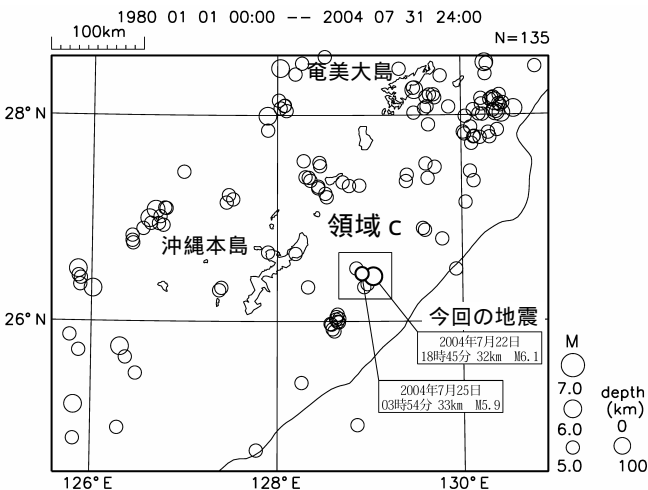 1980 01 01 00:00 -- 2004 07 31 24:00
100km
N=135
奄美大島
28°N
領域 c
沖縄本島
26°N
今回の地震
2004年7月22日
18時45分 32km M6.1
2004年7月25日
03時54分 33km M5.9
M
7.0
6.0
5.0
depth
(km)
0
100
126°E
128°E
130°E